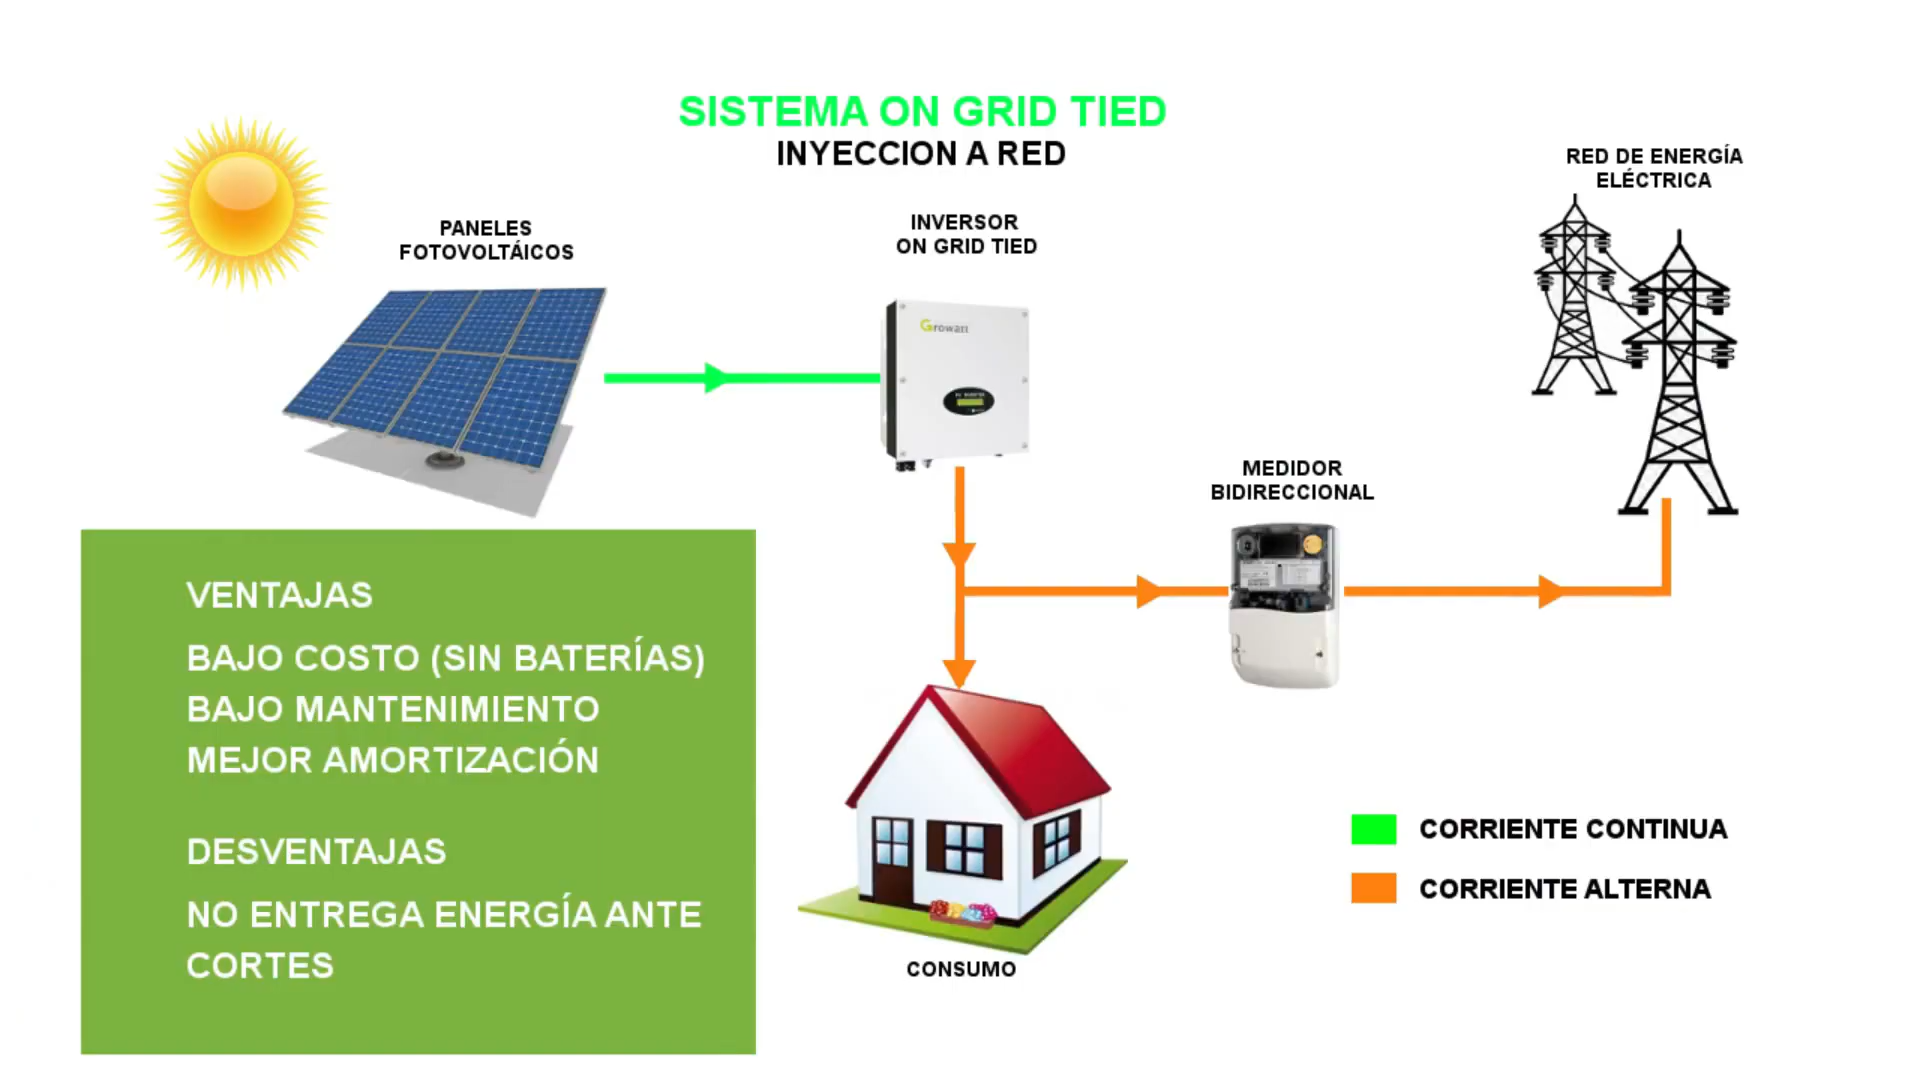 SISTEMA ON GRID TIED
INYECCION A RED
PANELES
FOTOVOLTÁICOS
INVERSOR
ON GRID TIED
RED DE ENERGÍA
ELÉCTRICA
Growatt
MEDIDOR
BIDIRECCIONAL
VENTAJAS
BAJO COSTO (SIN BATERÍAS)
BAJO MANTENIMIENTO
MEJOR AMORTIZACIÓN
DESVENTAJAS
NO ENTREGA ENERGÍA ANTE
CORTES
CONSUMO
CORRIENTE CONTINUA
CORRIENTE ALTERNA